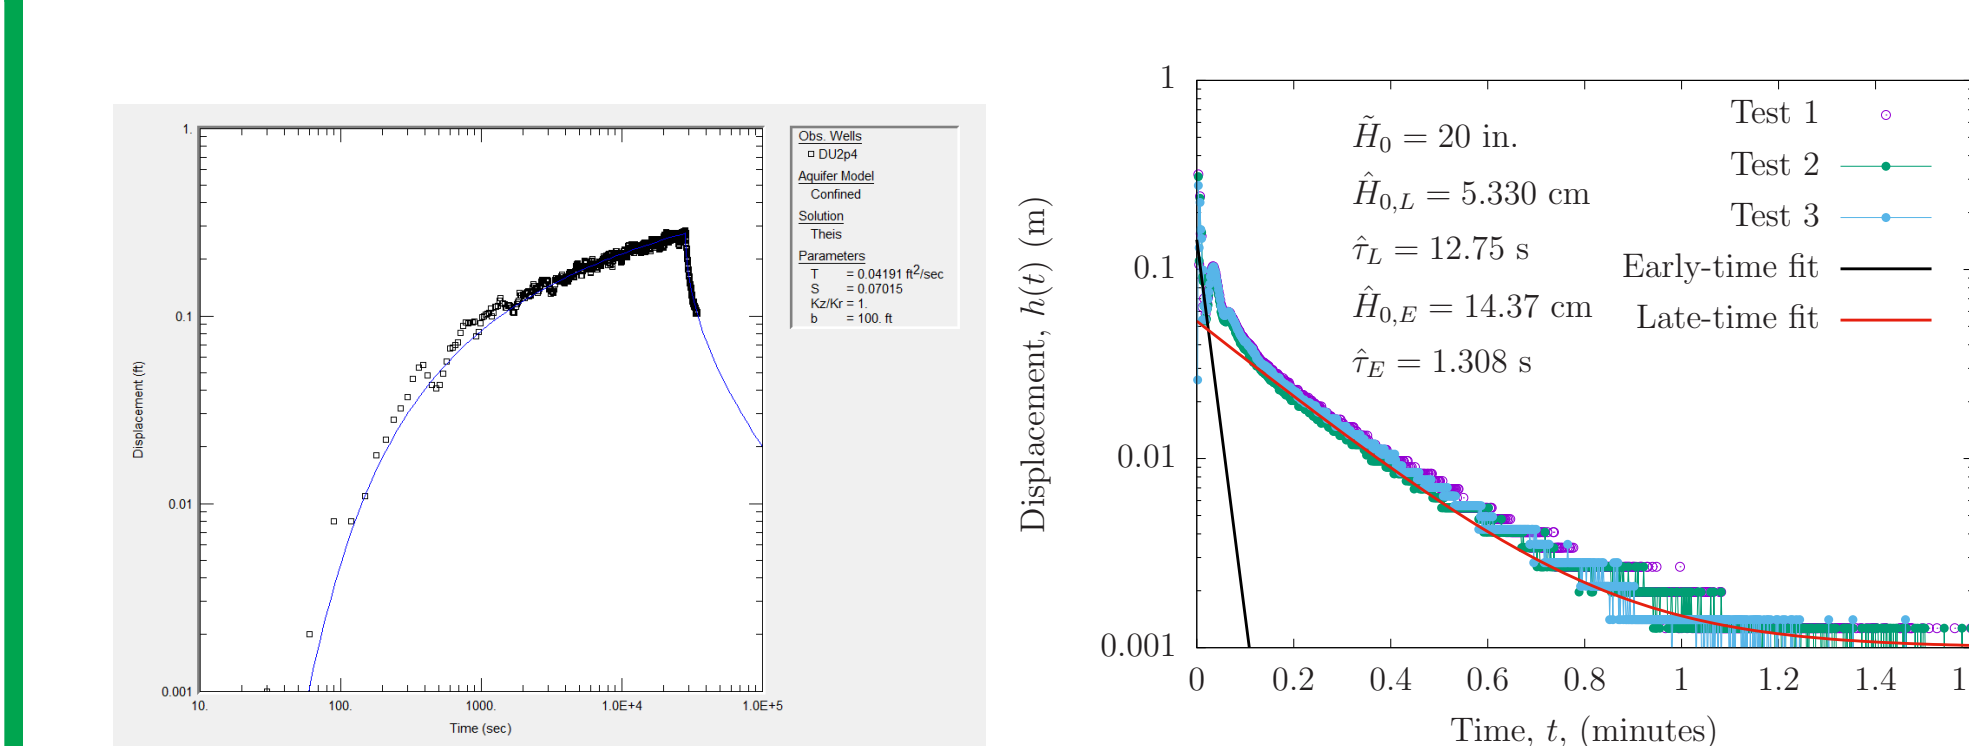 1.
0.1
0.01
0.001
10.
100.
1000.
1.0E+4
1.0E+5
Time (sec)
Displacement (ft)
Obs. Wells
DU2p4
Aquifer Model
Confined
Solution
Theis
Parameters
T = 0.04191 ft²/sec
S = 0.07015
Kz/Kr = 1.
b = 100. ft
1
0.1
0.01
0.001
0
0.2
0.4
0.6
0.8
1
1.2
1.4
Time, t, (minutes)
Displacement, h(t) (m)
H̃₀ = 20 in.
Ĥ₀,L = 5.330 cm
τ̂L = 12.75 s
Ĥ₀,E = 14.37 cm
τ̂E = 1.308 s
Test 1
Test 2
Test 3
Early-time fit
Late-time fit